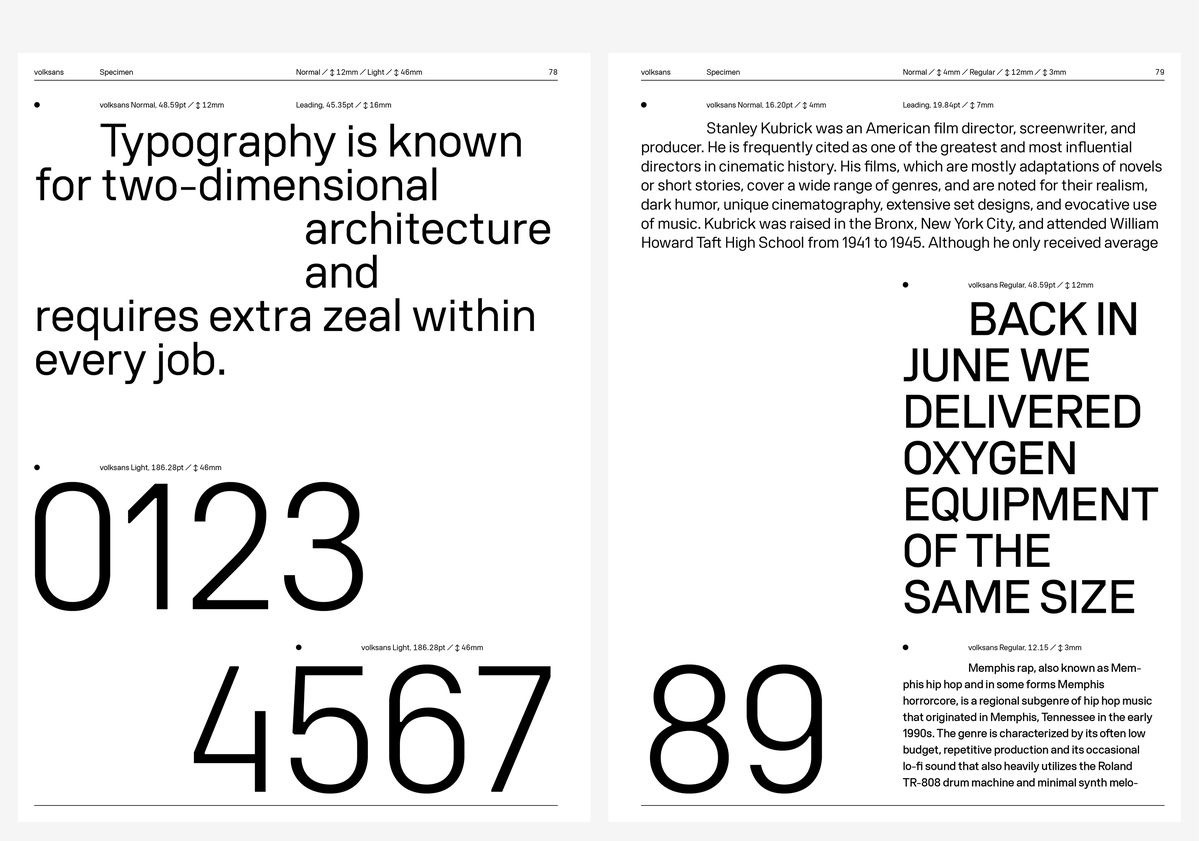 volksans Specimen Normal / ↕ 12mm / Light / ↕ 46mm 78
● volksans Normal, 48.59pt / ↕ 12mm Leading, 45.35pt / ↕ 16mm
Typography is known
for two-dimensional
architecture
and
requires extra zeal within
every job.
● volksans Light, 186.28pt / ↕ 46mm
0123
● volksans Light, 186.28pt / ↕ 46mm
4567
volksans Specimen Normal / ↕ 4mm / Regular / ↕ 12mm / ↕ 3mm 79
● volksans Normal, 16.20pt / ↕ 4mm Leading, 19.84pt / ↕ 7mm
Stanley Kubrick was an American film director, screenwriter, and
producer. He is frequently cited as one of the greatest and most influential
directors in cinematic history. His films, which are mostly adaptations of novels
or short stories, cover a wide range of genres, and are noted for their realism,
dark humor, unique cinematography, extensive set designs, and evocative use
of music. Kubrick was raised in the Bronx, New York City, and attended William
Howard Taft High School from 1941 to 1945. Although he only received average
● volksans Regular, 48.59pt / ↕ 12mm
BACK IN
JUNE WE
DELIVERED
OXYGEN
EQUIPMENT
OF THE
SAME SIZE
89
● volksans Regular, 12.15 / ↕ 3mm
Memphis rap, also known as Mem-
phis hip hop and in some forms Memphis
horrorcore, is a regional subgenre of hip hop music
that originated in Memphis, Tennessee in the early
1990s. The genre is characterized by its often low
budget, repetitive production and its occasional
lo-fi sound that also heavily utilizes the Roland
TR-808 drum machine and minimal synth melo-